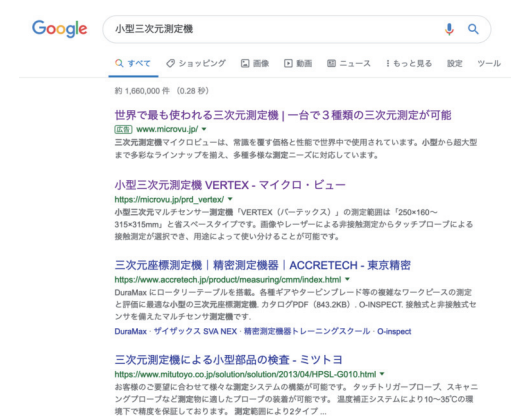 Google 小型三次元測定機
すべて ショッピング 画像 動画 ニュース もっと見る 設定 ツール
約 1,660,000 件 （0.28 秒）
世界で最も使われる三次元測定機 | 一台で３種類の三次元測定が可能
広告 www.microvu.jp/
三次元測定機マイクロビューは、常識を覆す価格と性能で世界中で使用されています。小型から超大型
まで多彩なラインナップを揃え、多種多様な測定ニーズに対応しています。
小型三次元測定機 VERTEX - マイクロ・ビュー
https://microvu.jp/prd_vertex/
小型三次元マルチセンサー測定機「VERTEX（バーテックス）」の測定範囲は「250×160〜
315×315mm」と省スペースタイプです。画像やレーザーによる非接触測定からタッチプローブによる
接触測定が選択でき、用途によって使い分けることが可能です。
三次元座標測定機｜精密測定機器｜ACCRETECH - 東京精密
https://www.accretech.jp/product/measuring/cmm/index.html
DuraMax にロータリーテーブルを搭載。各種ギアやタービンブレード等の複雑なワークピースの測定
と評価に最適な小型の三次元座標測定機. カタログPDF（843.2KB）. O-INSPECT. 接触式と非接触式セ
ンサを備えたマルチセンサ測定機です.
DuraMax · ザイザックス SVA NEX · 精密測定機器トレーニングスクール · O-inspect
三次元測定機による小型部品の検査 - ミツトヨ
https://www.mitutoyo.co.jp/solution/solution/2013/04/HPSL-G010.html
お客様のご要望に合わせて様々な測定システムの構築が可能です。 タッチトリガープローブ、スキャニ
ングプローブなど測定物に適したプローブの装着が可能です。 温度補正システムにより10〜35℃の環
境下で精度を保証しております。 測定範囲により2タイプ ...